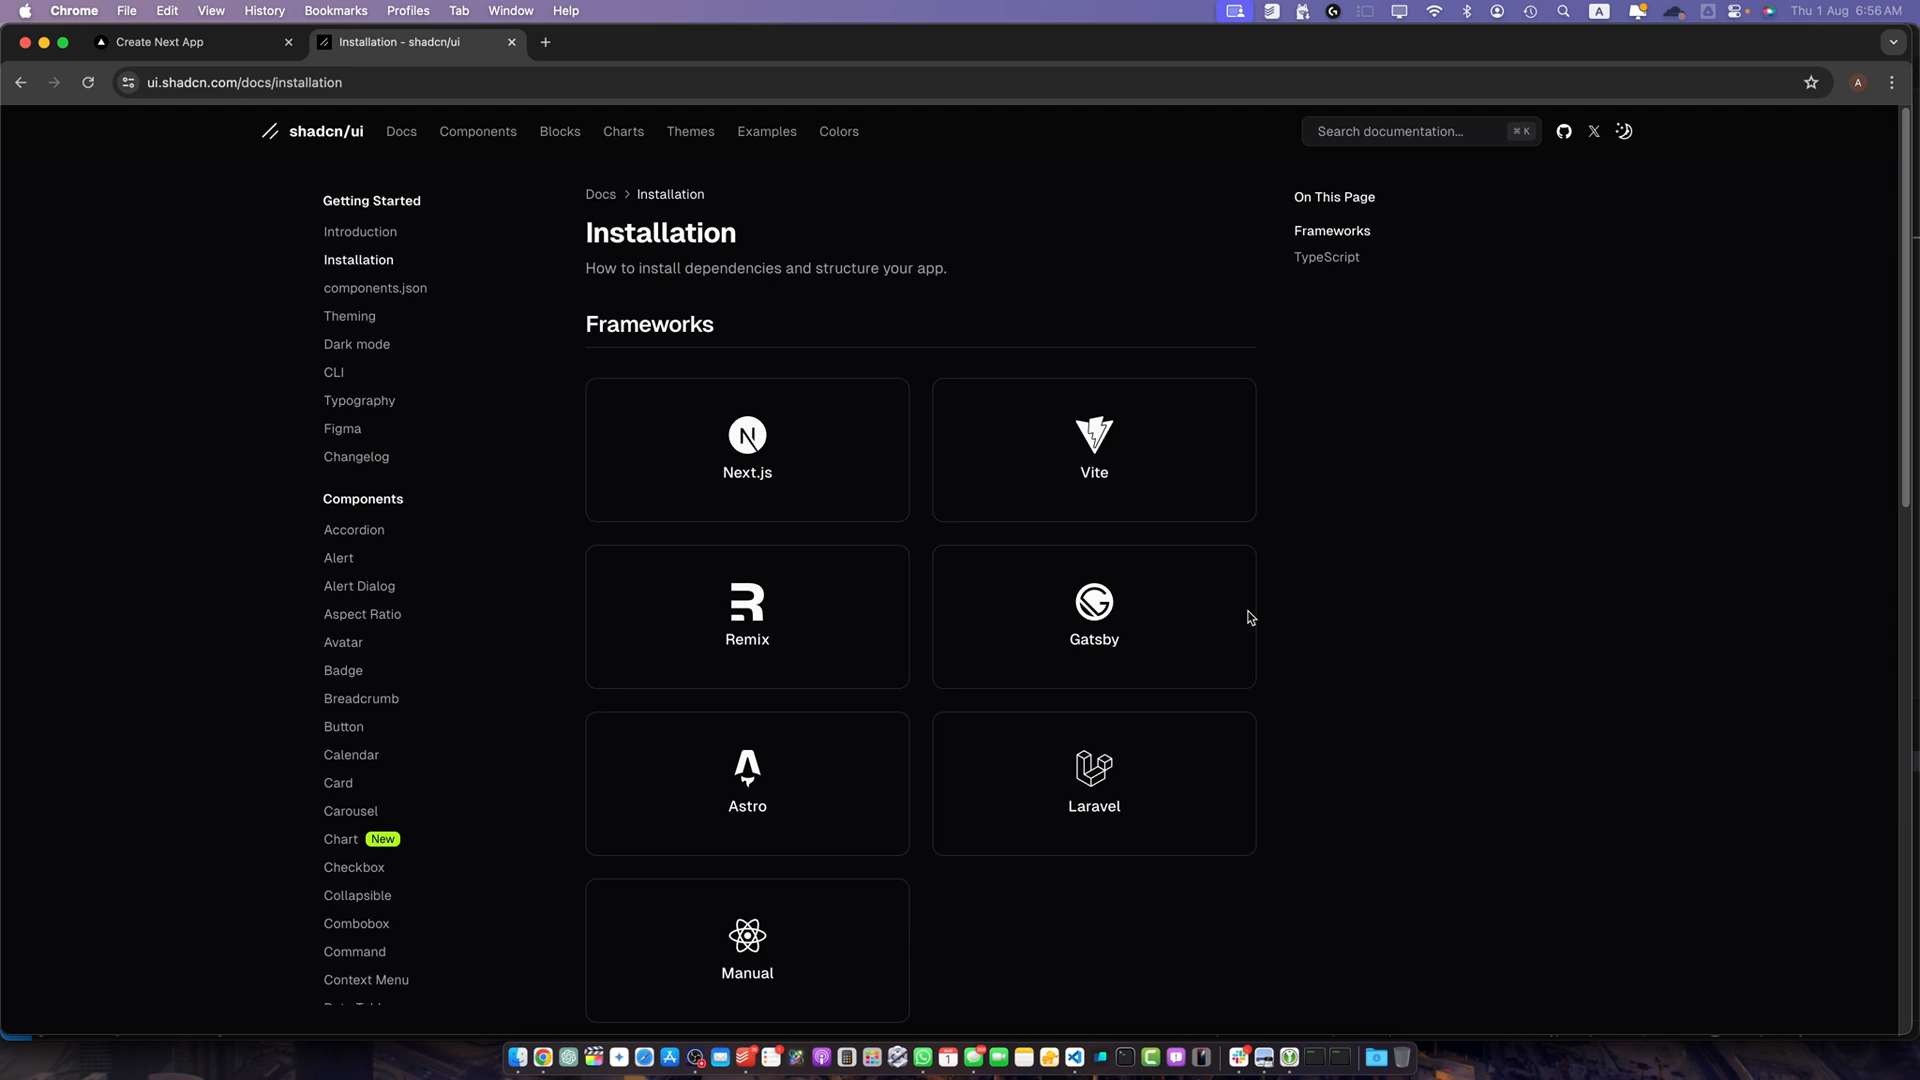 Chrome File Edit View History Bookmarks Profiles Tab Window Help A Thu 1 Aug 6:56 AM
Create Next App Installation - shadcn/ui
ui.shadcn.com/docs/installation A
shadcn/ui Docs Components Blocks Charts Themes Examples Colors Search documentation... ⌘ K
Getting Started
Introduction
Installation
components.json
Theming
Dark mode
CLI
Typography
Figma
Changelog
Components
Accordion
Alert
Alert Dialog
Aspect Ratio
Avatar
Badge
Breadcrumb
Button
Calendar
Card
Carousel
Chart New
Checkbox
Collapsible
Combobox
Command
Context Menu
Docs > Installation
Installation
How to install dependencies and structure your app.
Frameworks
Next.js
Vite
Remix
Gatsby
Astro
Laravel
Manual
On This Page
Frameworks
TypeScript